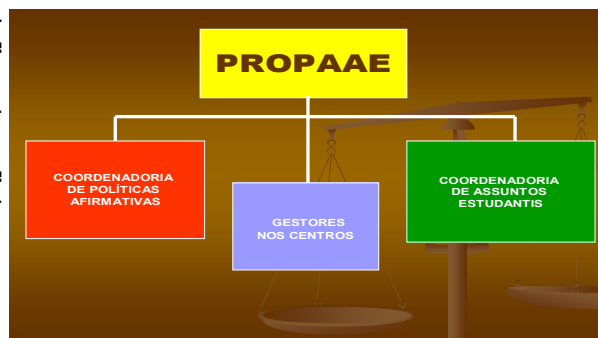 PROPAAE
COORDENADORIA
DE POLÍTICAS
AFIRMATIVAS
GESTORES
NOS CENTROS
COORDENADORIA
DE ASSUNTOS
ESTUDANTIS